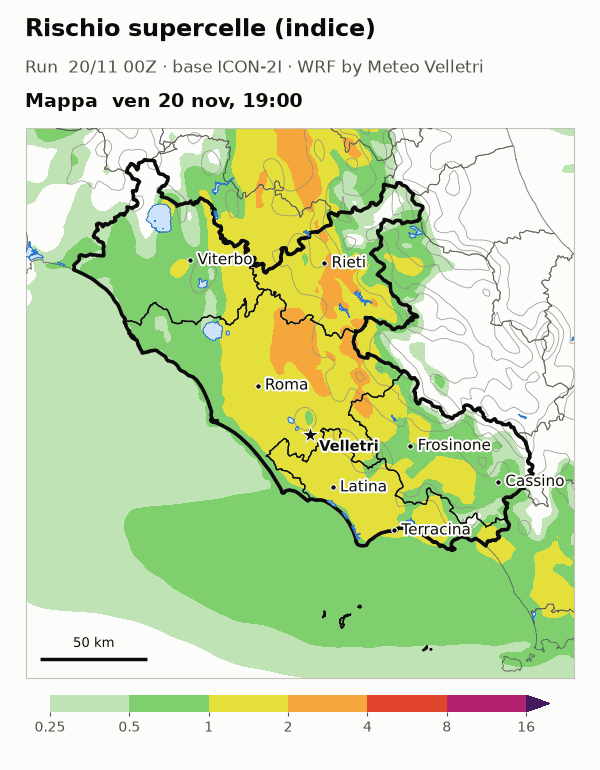 Rischio supercelle (indice)
Run  20/11 00Z · base ICON-2I · WRF by Meteo Velletri
Mappa  ven 20 nov, 19:00
Viterbo
Rieti
Roma
Velletri
Frosinone
Latina
Cassino
Terracina
50 km
0.25 0.5 1 2 4 8 16